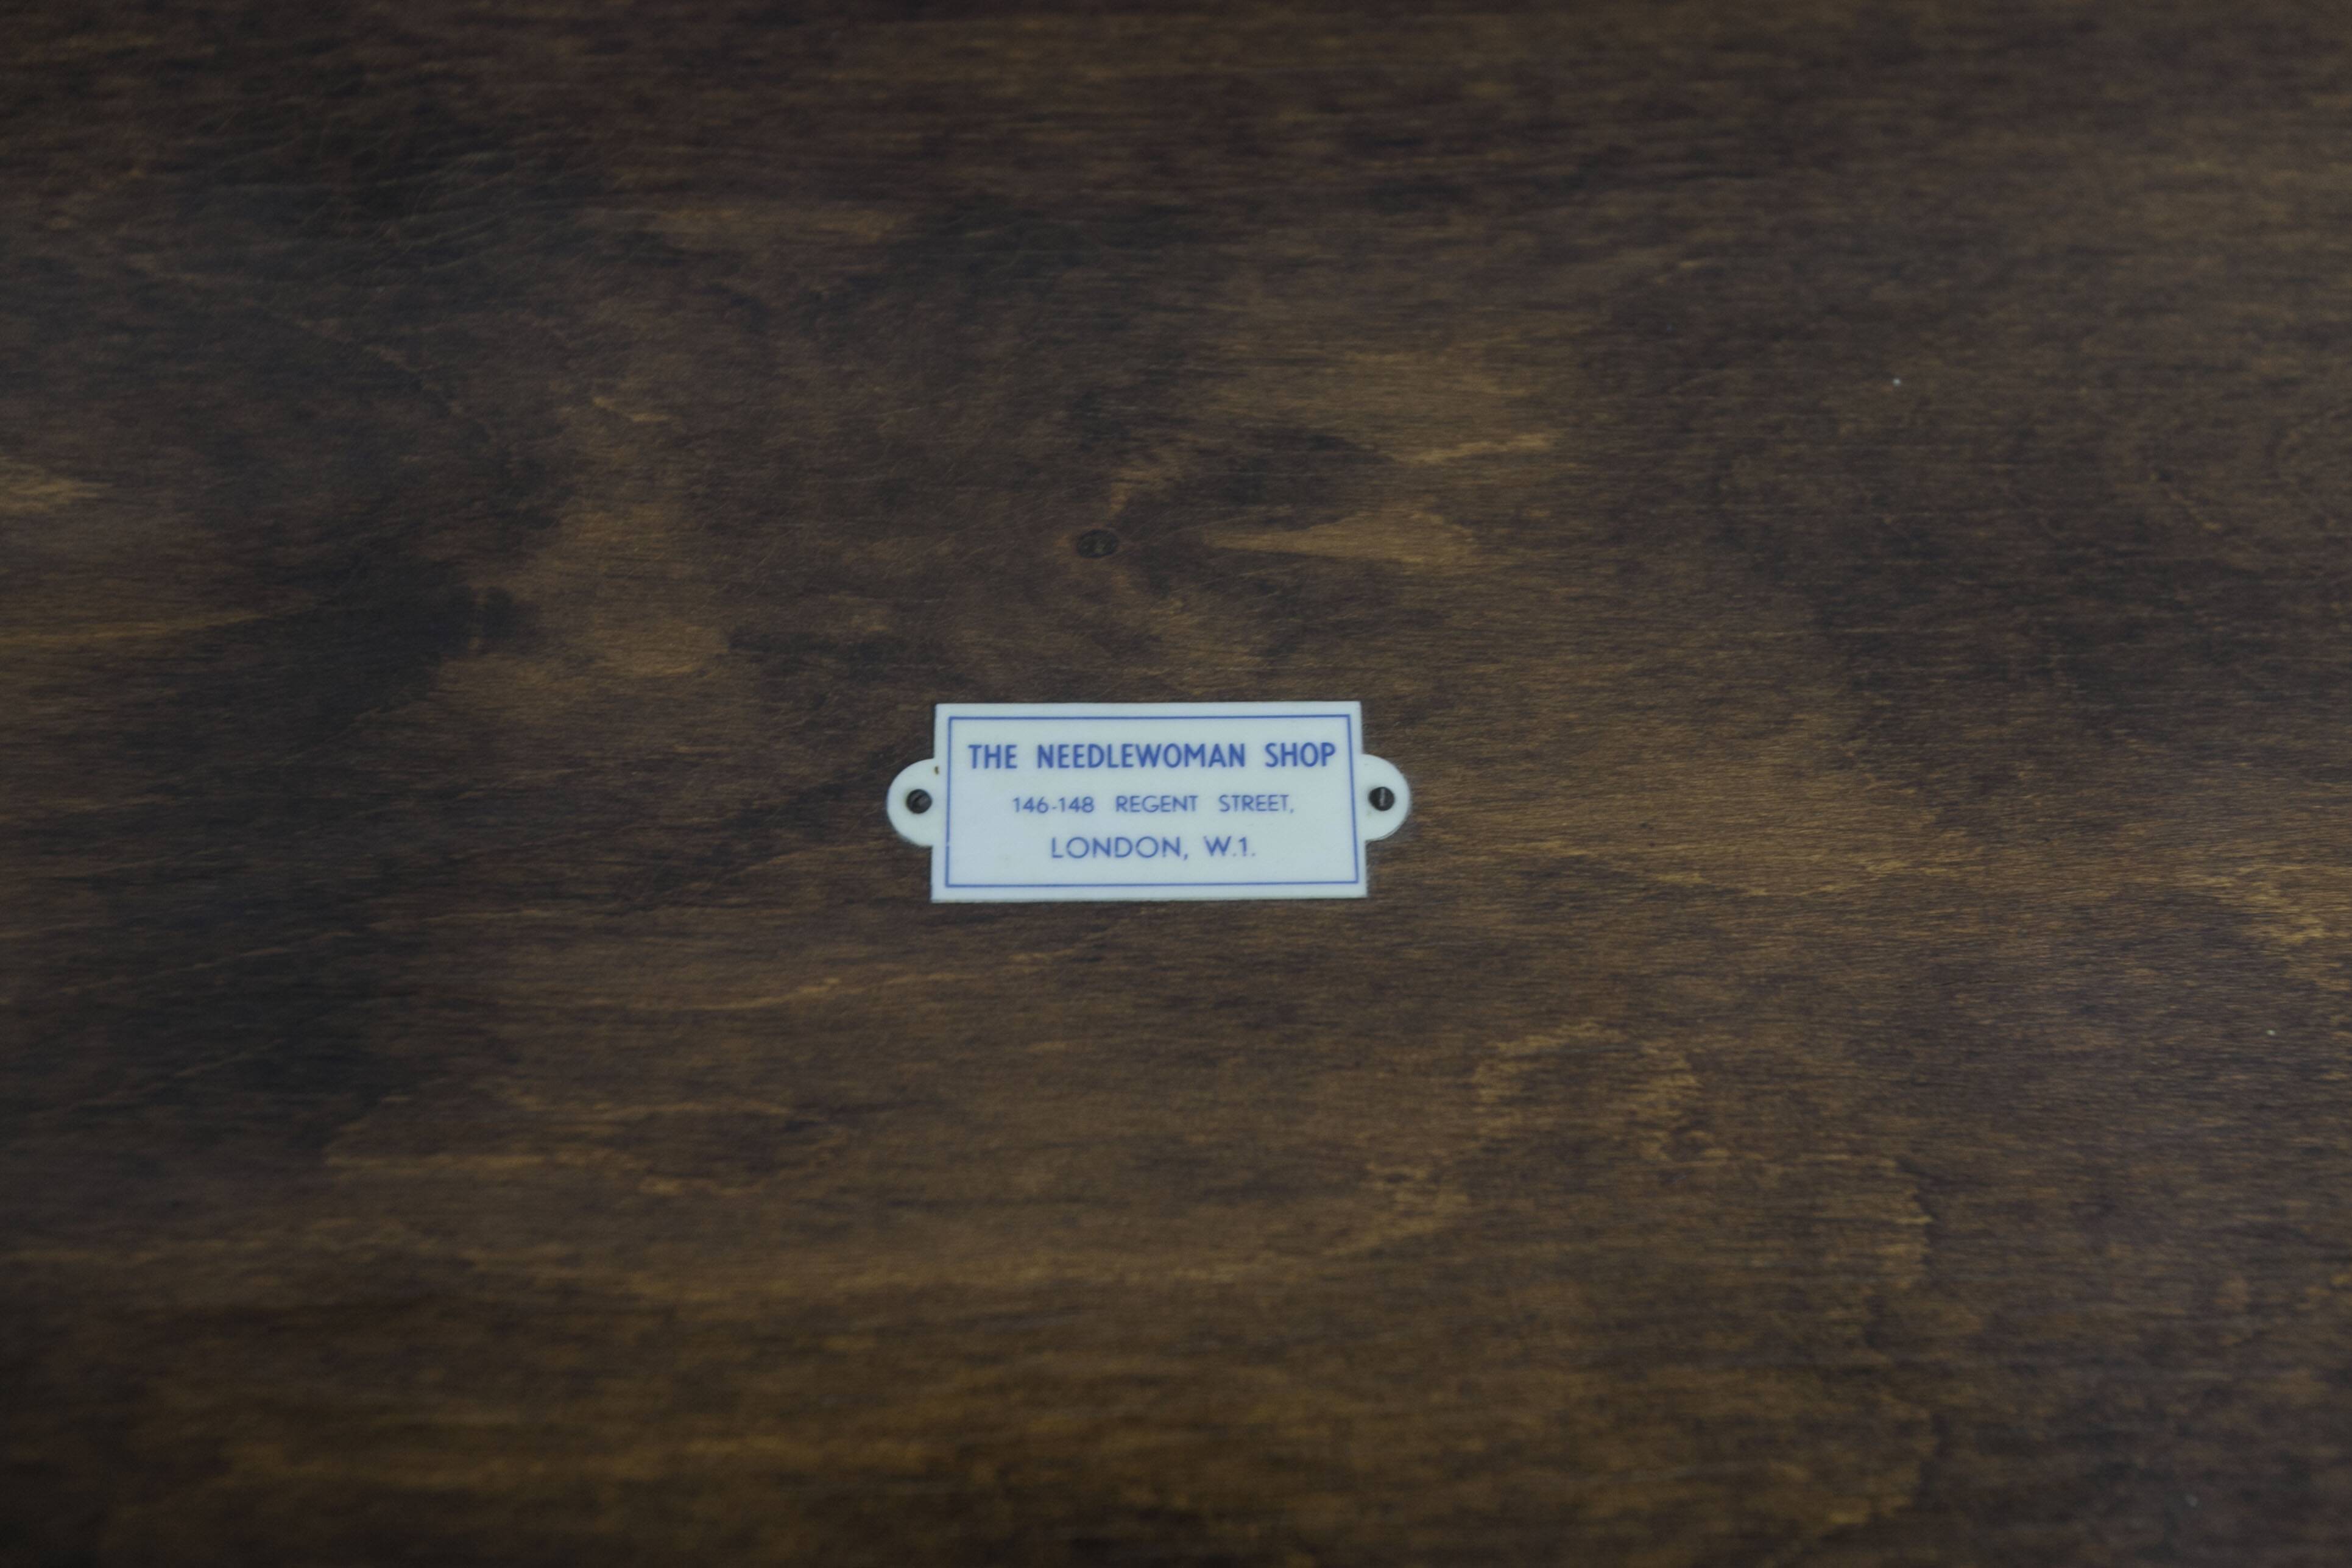 THE NEEDLEWOMAN SHOP
146-148 REGENT STREET,
LONDON, W.1.